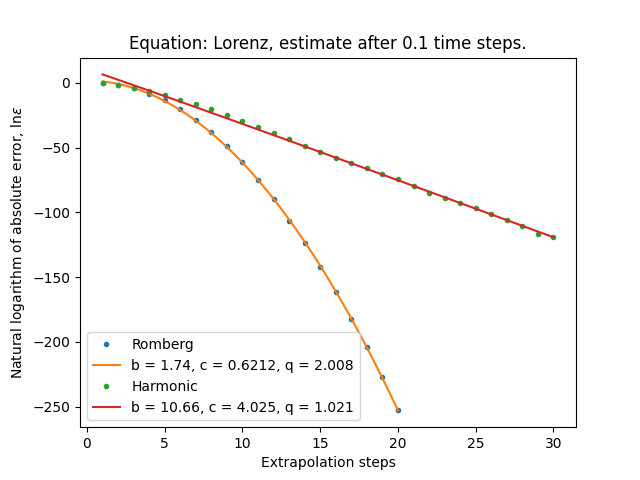 Equation: Lorenz, estimate after 0.1 time steps.
Natural logarithm of absolute error, lnε
0
−50
−100
−150
−200
−250
Romberg
b = 1.74, c = 0.6212, q = 2.008
Harmonic
b = 10.66, c = 4.025, q = 1.021
0 5 10 15 20 25 30
Extrapolation steps